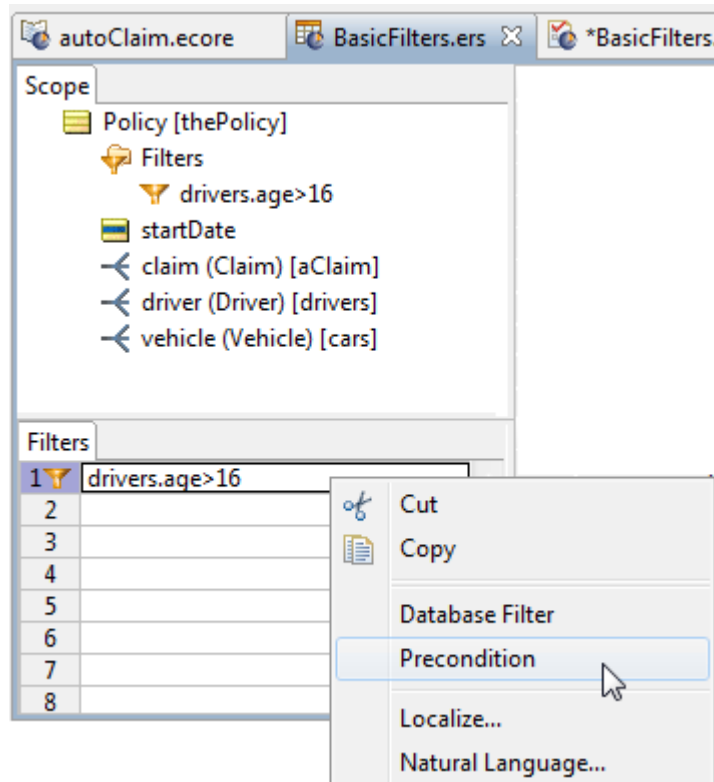 autoClaim.ecore BasicFilters.ers *BasicFilters.
Scope
Policy [thePolicy]
Filters
drivers.age>16
startDate
claim (Claim) [aClaim]
driver (Driver) [drivers]
vehicle (Vehicle) [cars]
Filters
1 drivers.age>16
2
3
4
5
6
7
8
Cut
Copy
Database Filter
Precondition
Localize...
Natural Language...